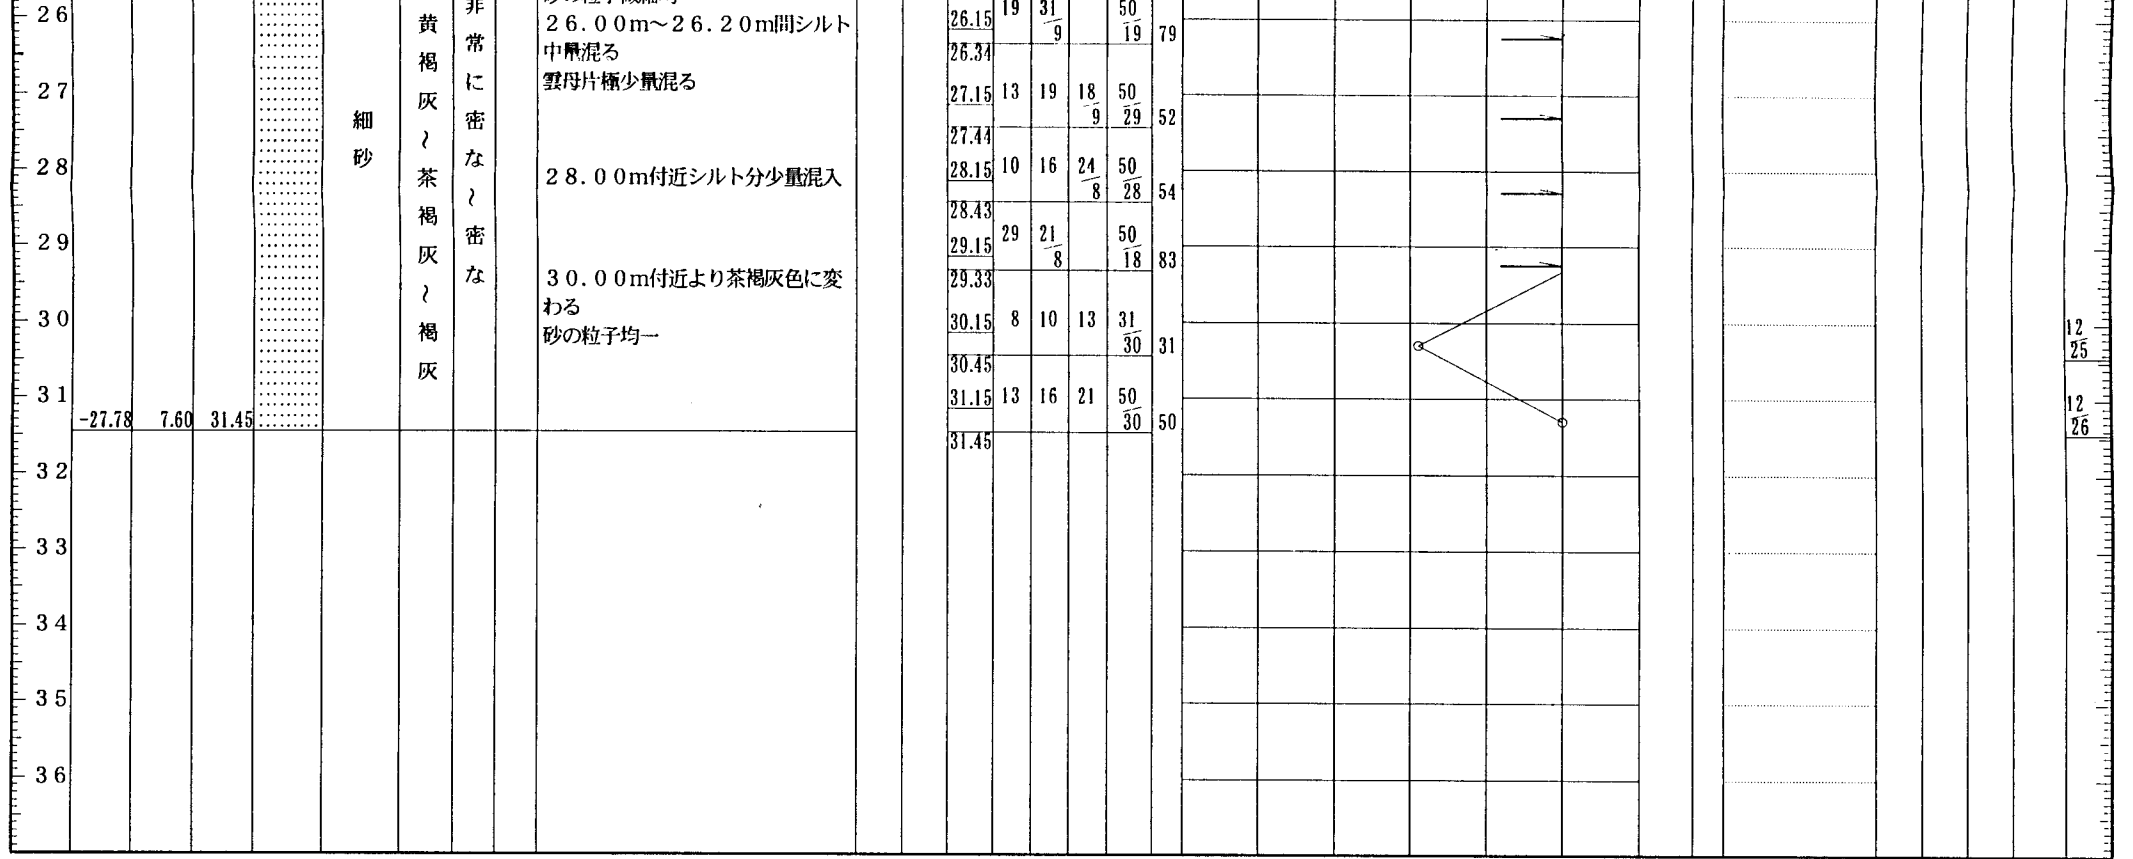 26
27
28
29
30
31
32
33
34
35
36
-27.78 7.60 31.45
細砂
黄褐灰～茶褐灰～褐灰
非常に密な～密な
26.00m～26.20m間シルト
中量混る
雲母片極少量混る
28.00m付近シルト分少量混入
30.00m付近より茶褐灰色に変
わる
砂の粒子均一
26.15 19 31 50
9 19 79
26.34
27.15 13 19 18 50
9 29 52
27.44
28.15 10 16 24 50
8 28 54
28.43
29.15 29 21 50
8 18 83
29.33
30.15 8 10 13 31
30 31
30.45
31.15 13 16 21 50
30 50
31.45
12
25
12
26